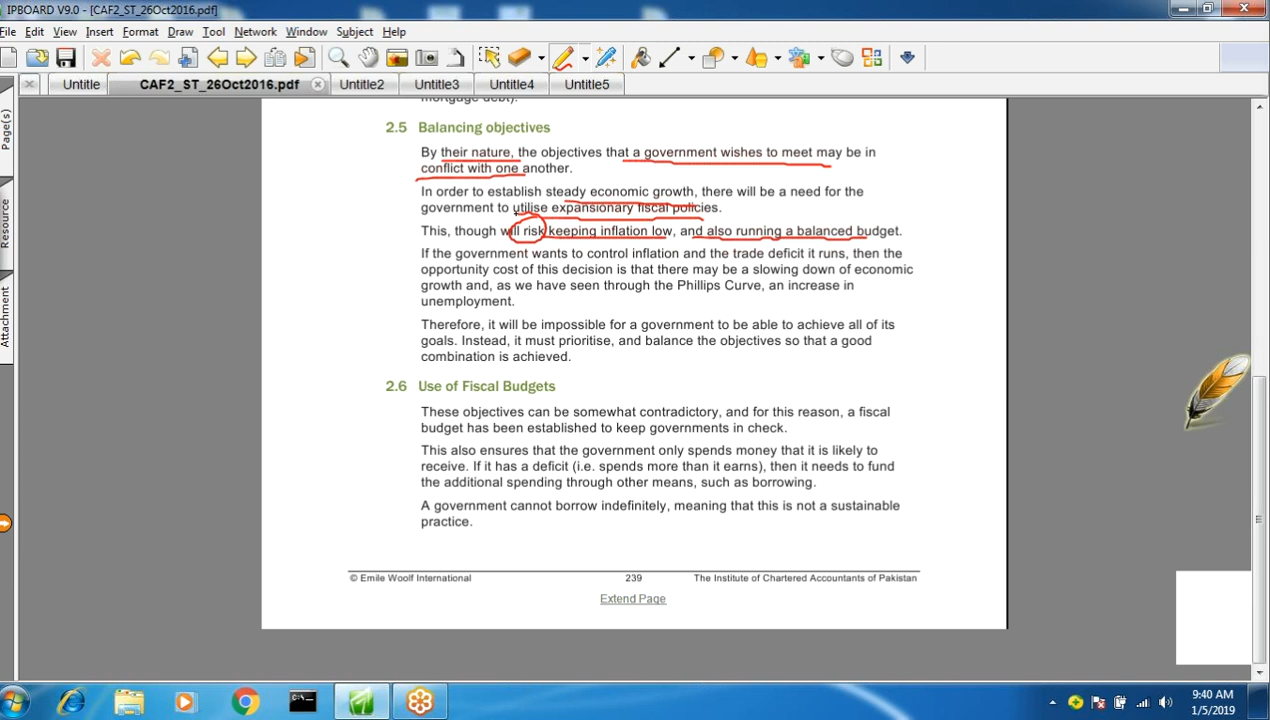 IPBOARD V9.0 - [CAF2_ST_26Oct2016.pdf]
File Edit View Insert Format Draw Tool Network Window Subject Help
Untitle CAF2_ST_26Oct2016.pdf Untitle2 Untitle3 Untitle4 Untitle5
Page(s)
Resource
Attachment
mortgage debt).
2.5 Balancing objectives
By their nature, the objectives that a government wishes to meet may be in
conflict with one another.
In order to establish steady economic growth, there will be a need for the
government to utilise expansionary fiscal policies.
This, though will risk keeping inflation low, and also running a balanced budget.
If the government wants to control inflation and the trade deficit it runs, then the
opportunity cost of this decision is that there may be a slowing down of economic
growth and, as we have seen through the Phillips Curve, an increase in
unemployment.
Therefore, it will be impossible for a government to be able to achieve all of its
goals. Instead, it must prioritise, and balance the objectives so that a good
combination is achieved.
2.6 Use of Fiscal Budgets
These objectives can be somewhat contradictory, and for this reason, a fiscal
budget has been established to keep governments in check.
This also ensures that the government only spends money that it is likely to
receive. If it has a deficit (i.e. spends more than it earns), then it needs to fund
the additional spending through other means, such as borrowing.
A government cannot borrow indefinitely, meaning that this is not a sustainable
practice.
© Emile Woolf International 239 The Institute of Chartered Accountants of Pakistan
Extend Page
9:40 AM
1/5/2019